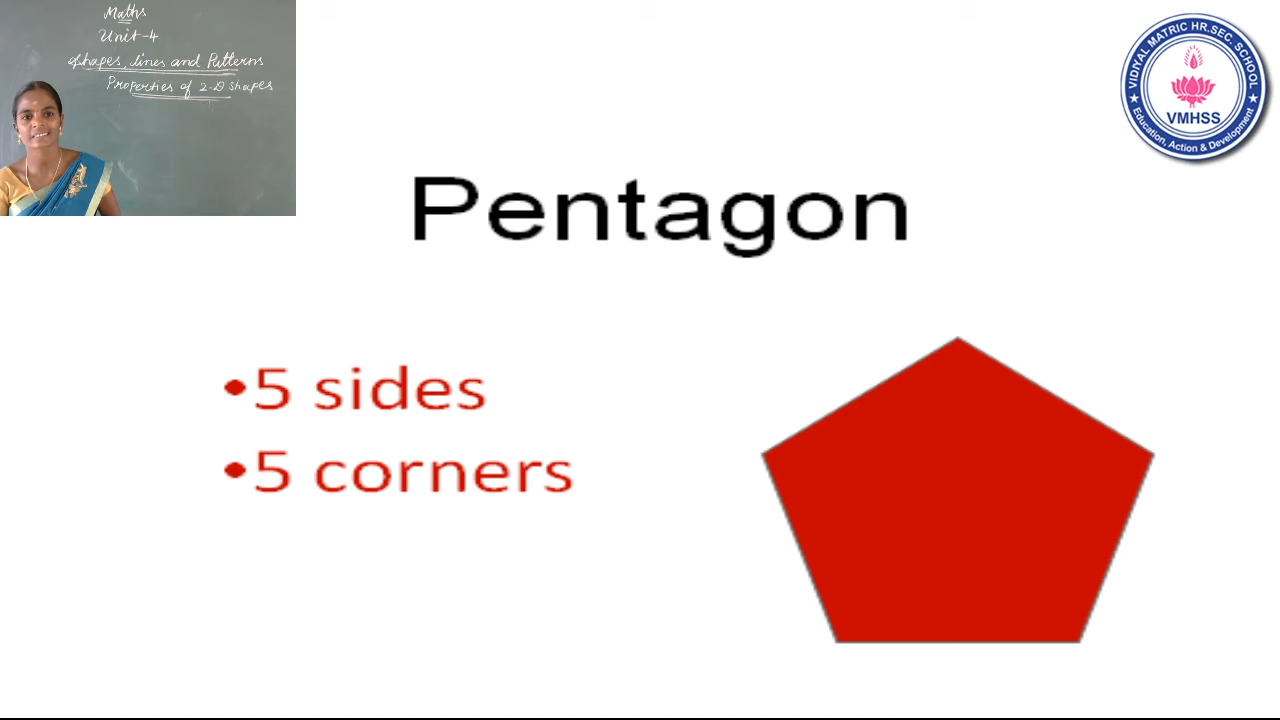 Maths
Unit-4
Shapes, lines and Patterns
Properties of 2-D shapes
VIDIYAL MATRIC HR.SEC. SCHOOL
VMHSS
Education, Action & Development
Pentagon
•5 sides
•5 corners